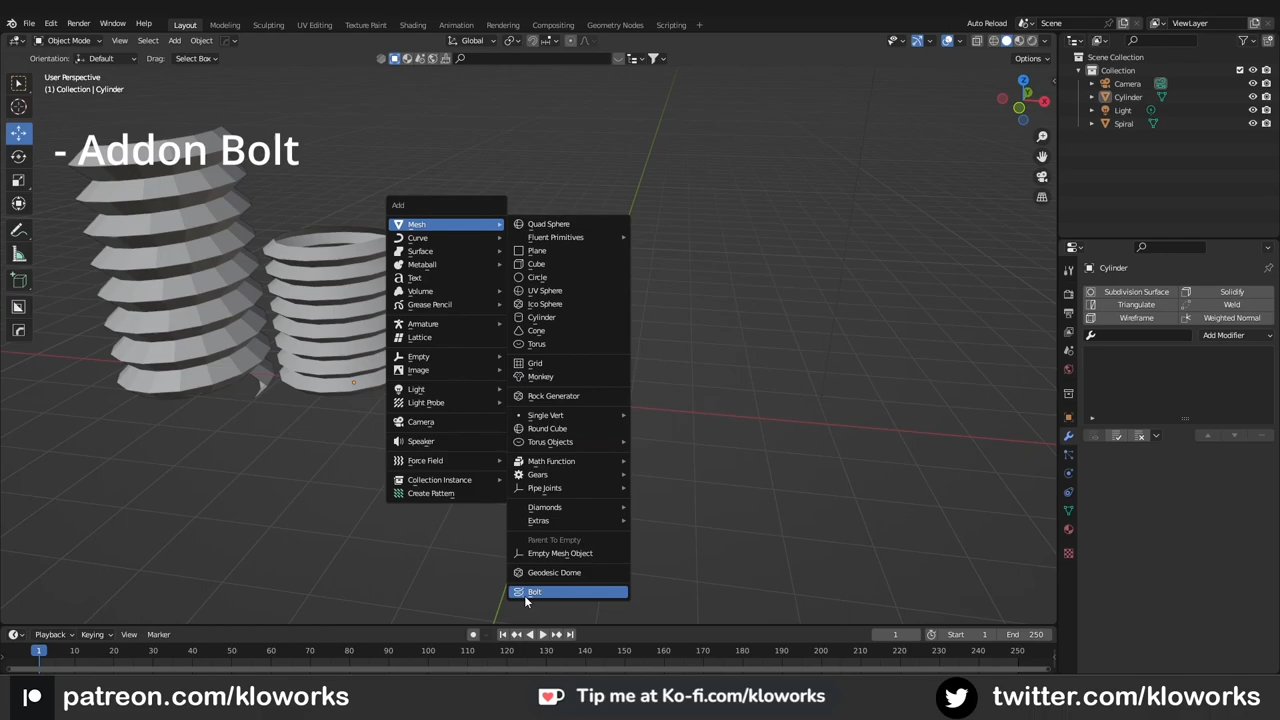 File Edit Render Window Help Layout Modeling Sculpting UV Editing Texture Paint Shading Animation Rendering Compositing Geometry Nodes Scripting + Auto Reload Scene ViewLayer
Object Mode View Select Add Object Global
Orientation: Default Drag: Select Box Options
User Perspective
(1) Collection | Cylinder
- Addon Bolt
Add
Mesh
Curve
Surface
Metaball
Text
Volume
Grease Pencil
Armature
Lattice
Empty
Image
Light
Light Probe
Camera
Speaker
Force Field
Collection Instance
Create Pattern
Quad Sphere
Fluent Primitives
Plane
Cube
Circle
UV Sphere
Ico Sphere
Cylinder
Cone
Torus
Grid
Monkey
Rock Generator
Single Vert
Round Cube
Torus Objects
Math Function
Gears
Pipe Joints
Diamonds
Extras
Parent To Empty
Empty Mesh Object
Geodesic Dome
Bolt
Z
Y
X
Scene Collection
Collection
Camera
Cylinder
Light
Spiral
Cylinder
Subdivision Surface Solidify
Triangulate Weld
Wireframe Weighted Normal
Add Modifier
Playback Keying View Marker 1 Start 1 End 250
1 10 20 30 40 50 60 70 80 90 100 110 120 130 140 150 160 170 180 190 200 210 220 230 240 250
patreon.com/kloworks Tip me at Ko-fi.com/kloworks twitter.com/kloworks